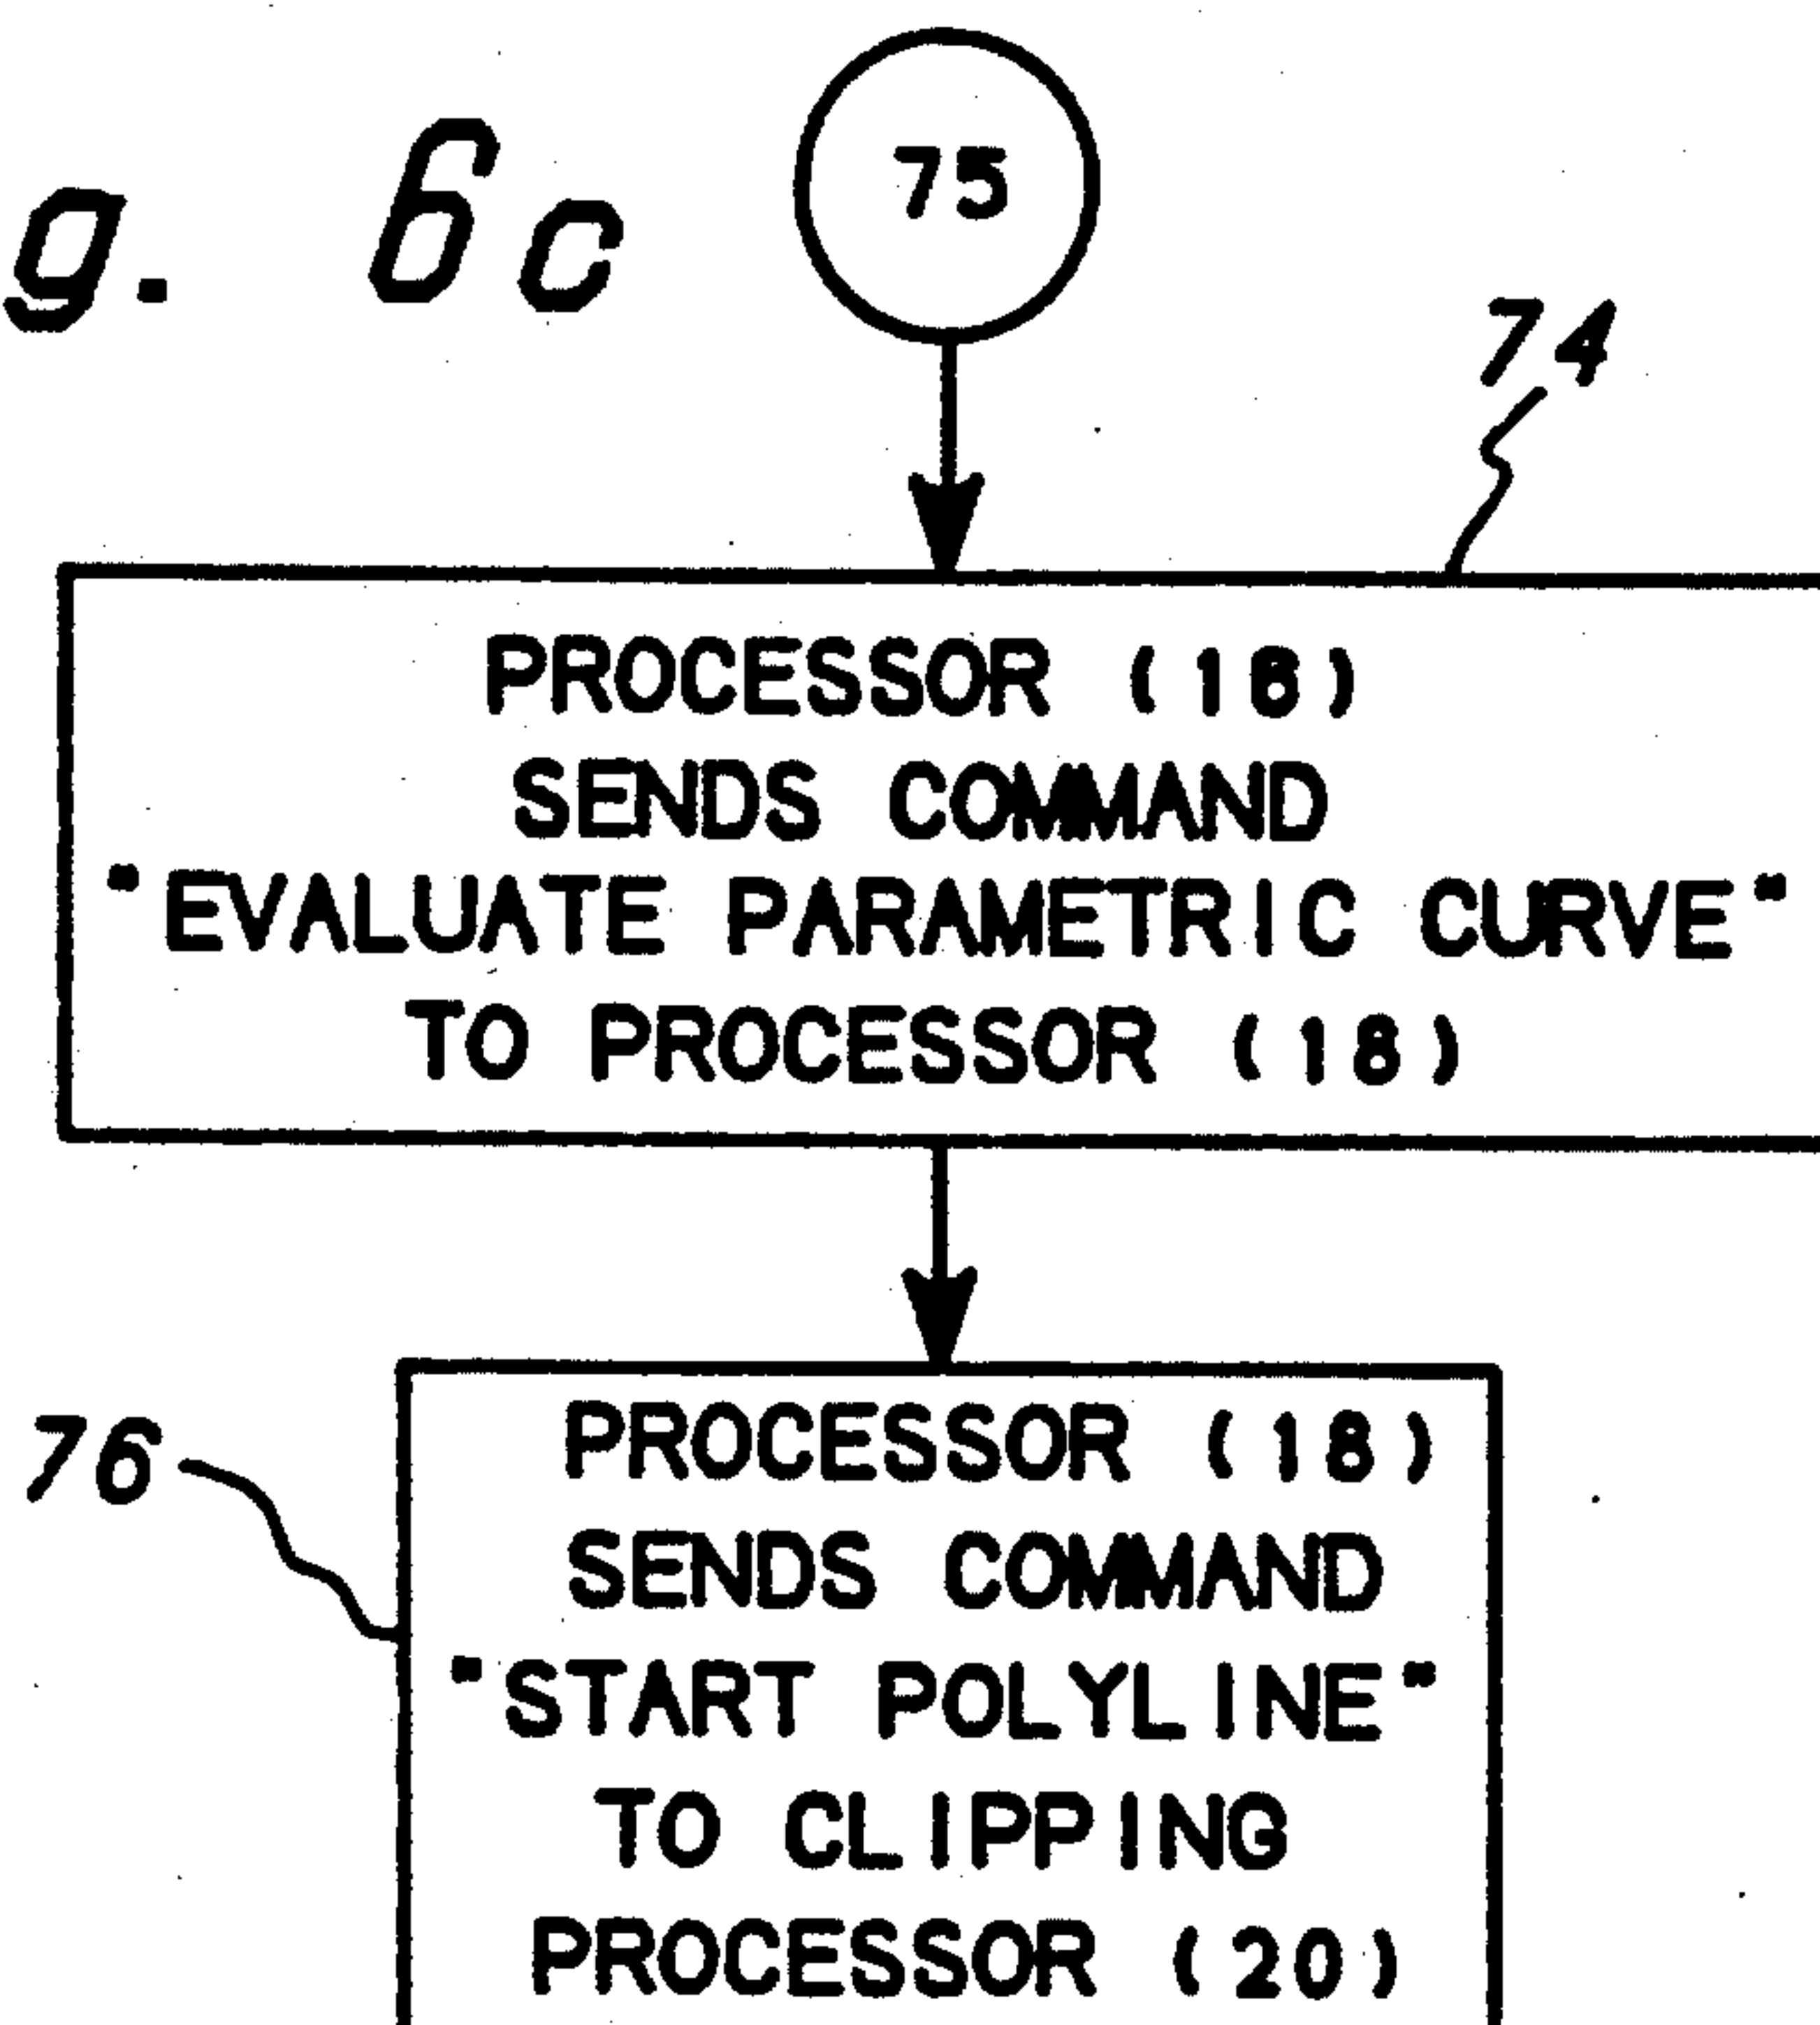 g. 6c
75
74
PROCESSOR (16)
SENDS COMMAND
"EVALUATE PARAMETRIC CURVE"
TO PROCESSOR (18)
76
PROCESSOR (18)
SENDS COMMAND
"START POLYLINE"
TO CLIPPING
PROCESSOR (20)